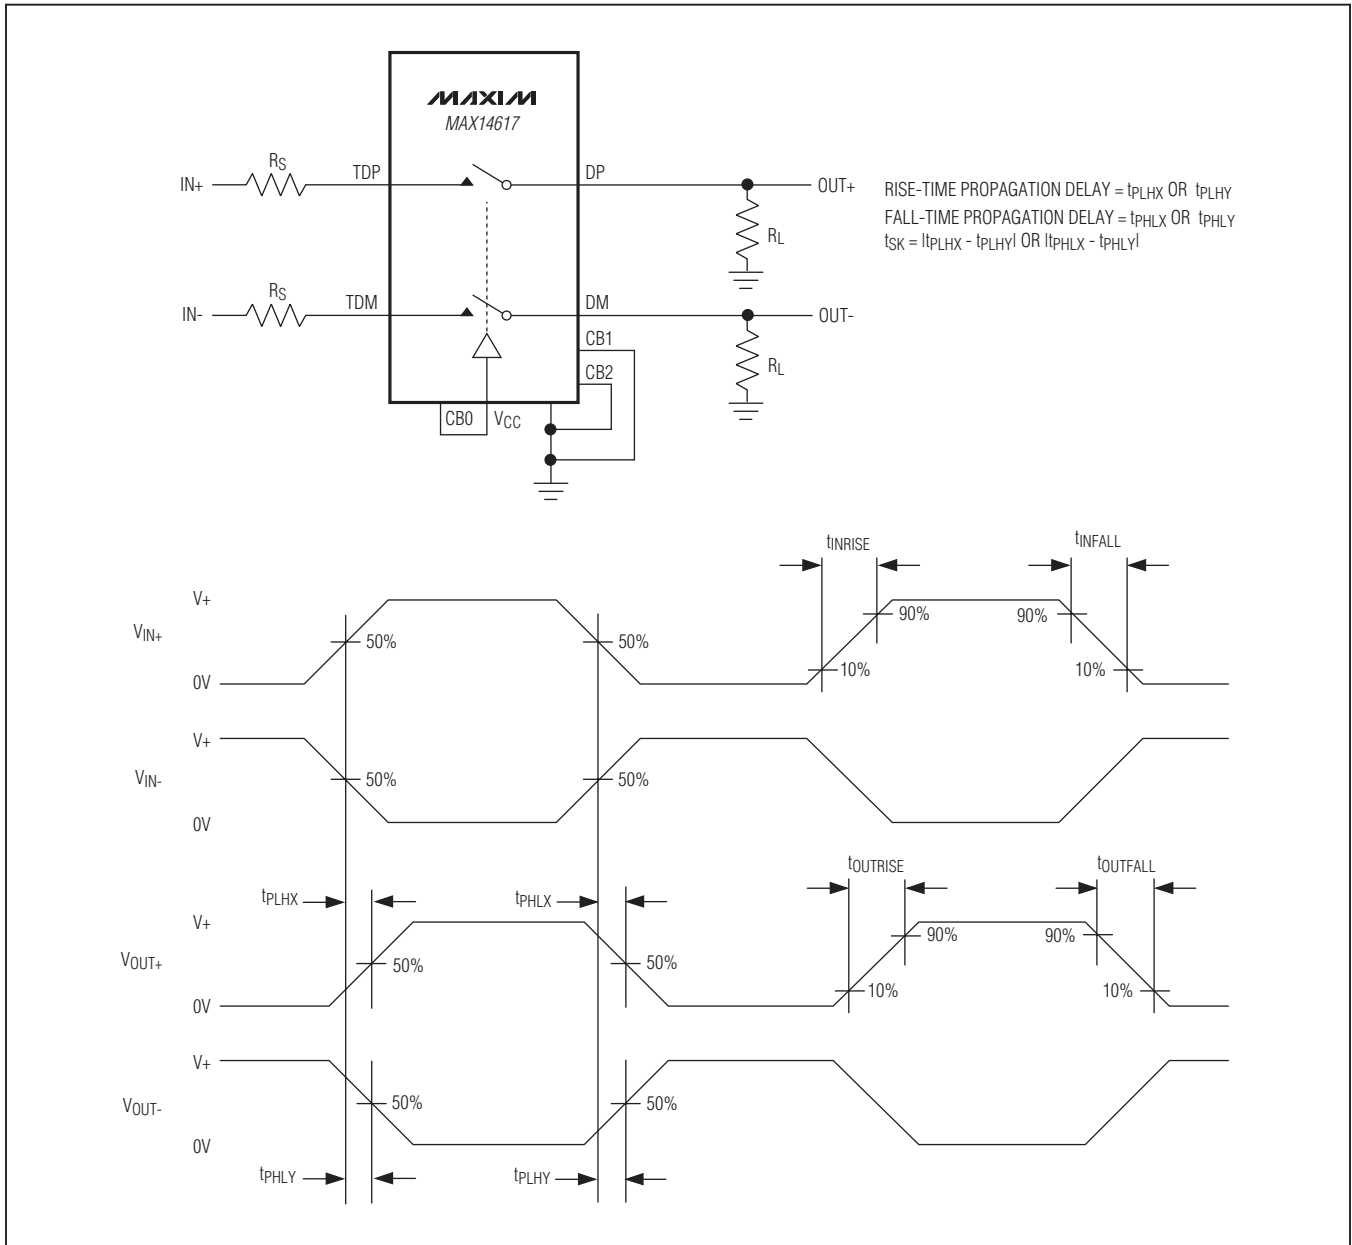 MAXIM
MAX14617
IN+
RS
TDP
DP
OUT+
RL
RISE-TIME PROPAGATION DELAY = tPLHX OR tPLHY
FALL-TIME PROPAGATION DELAY = tPHLX OR tPHLY
tSK = |tPLHX - tPLHY| OR |tPHLX - tPHLY|
IN-
RS
TDM
DM
OUT-
RL
CB1
CB2
CB0
VCC
tINRISE
tINFALL
V+
VIN+
0V
50%
50%
90%
10%
90%
10%
V+
VIN-
0V
50%
50%
tOUTRISE
tOUTFALL
tPLHX
tPHLX
V+
VOUT+
0V
50%
50%
90%
10%
90%
10%
V+
VOUT-
0V
50%
50%
tPHLY
tPLHY